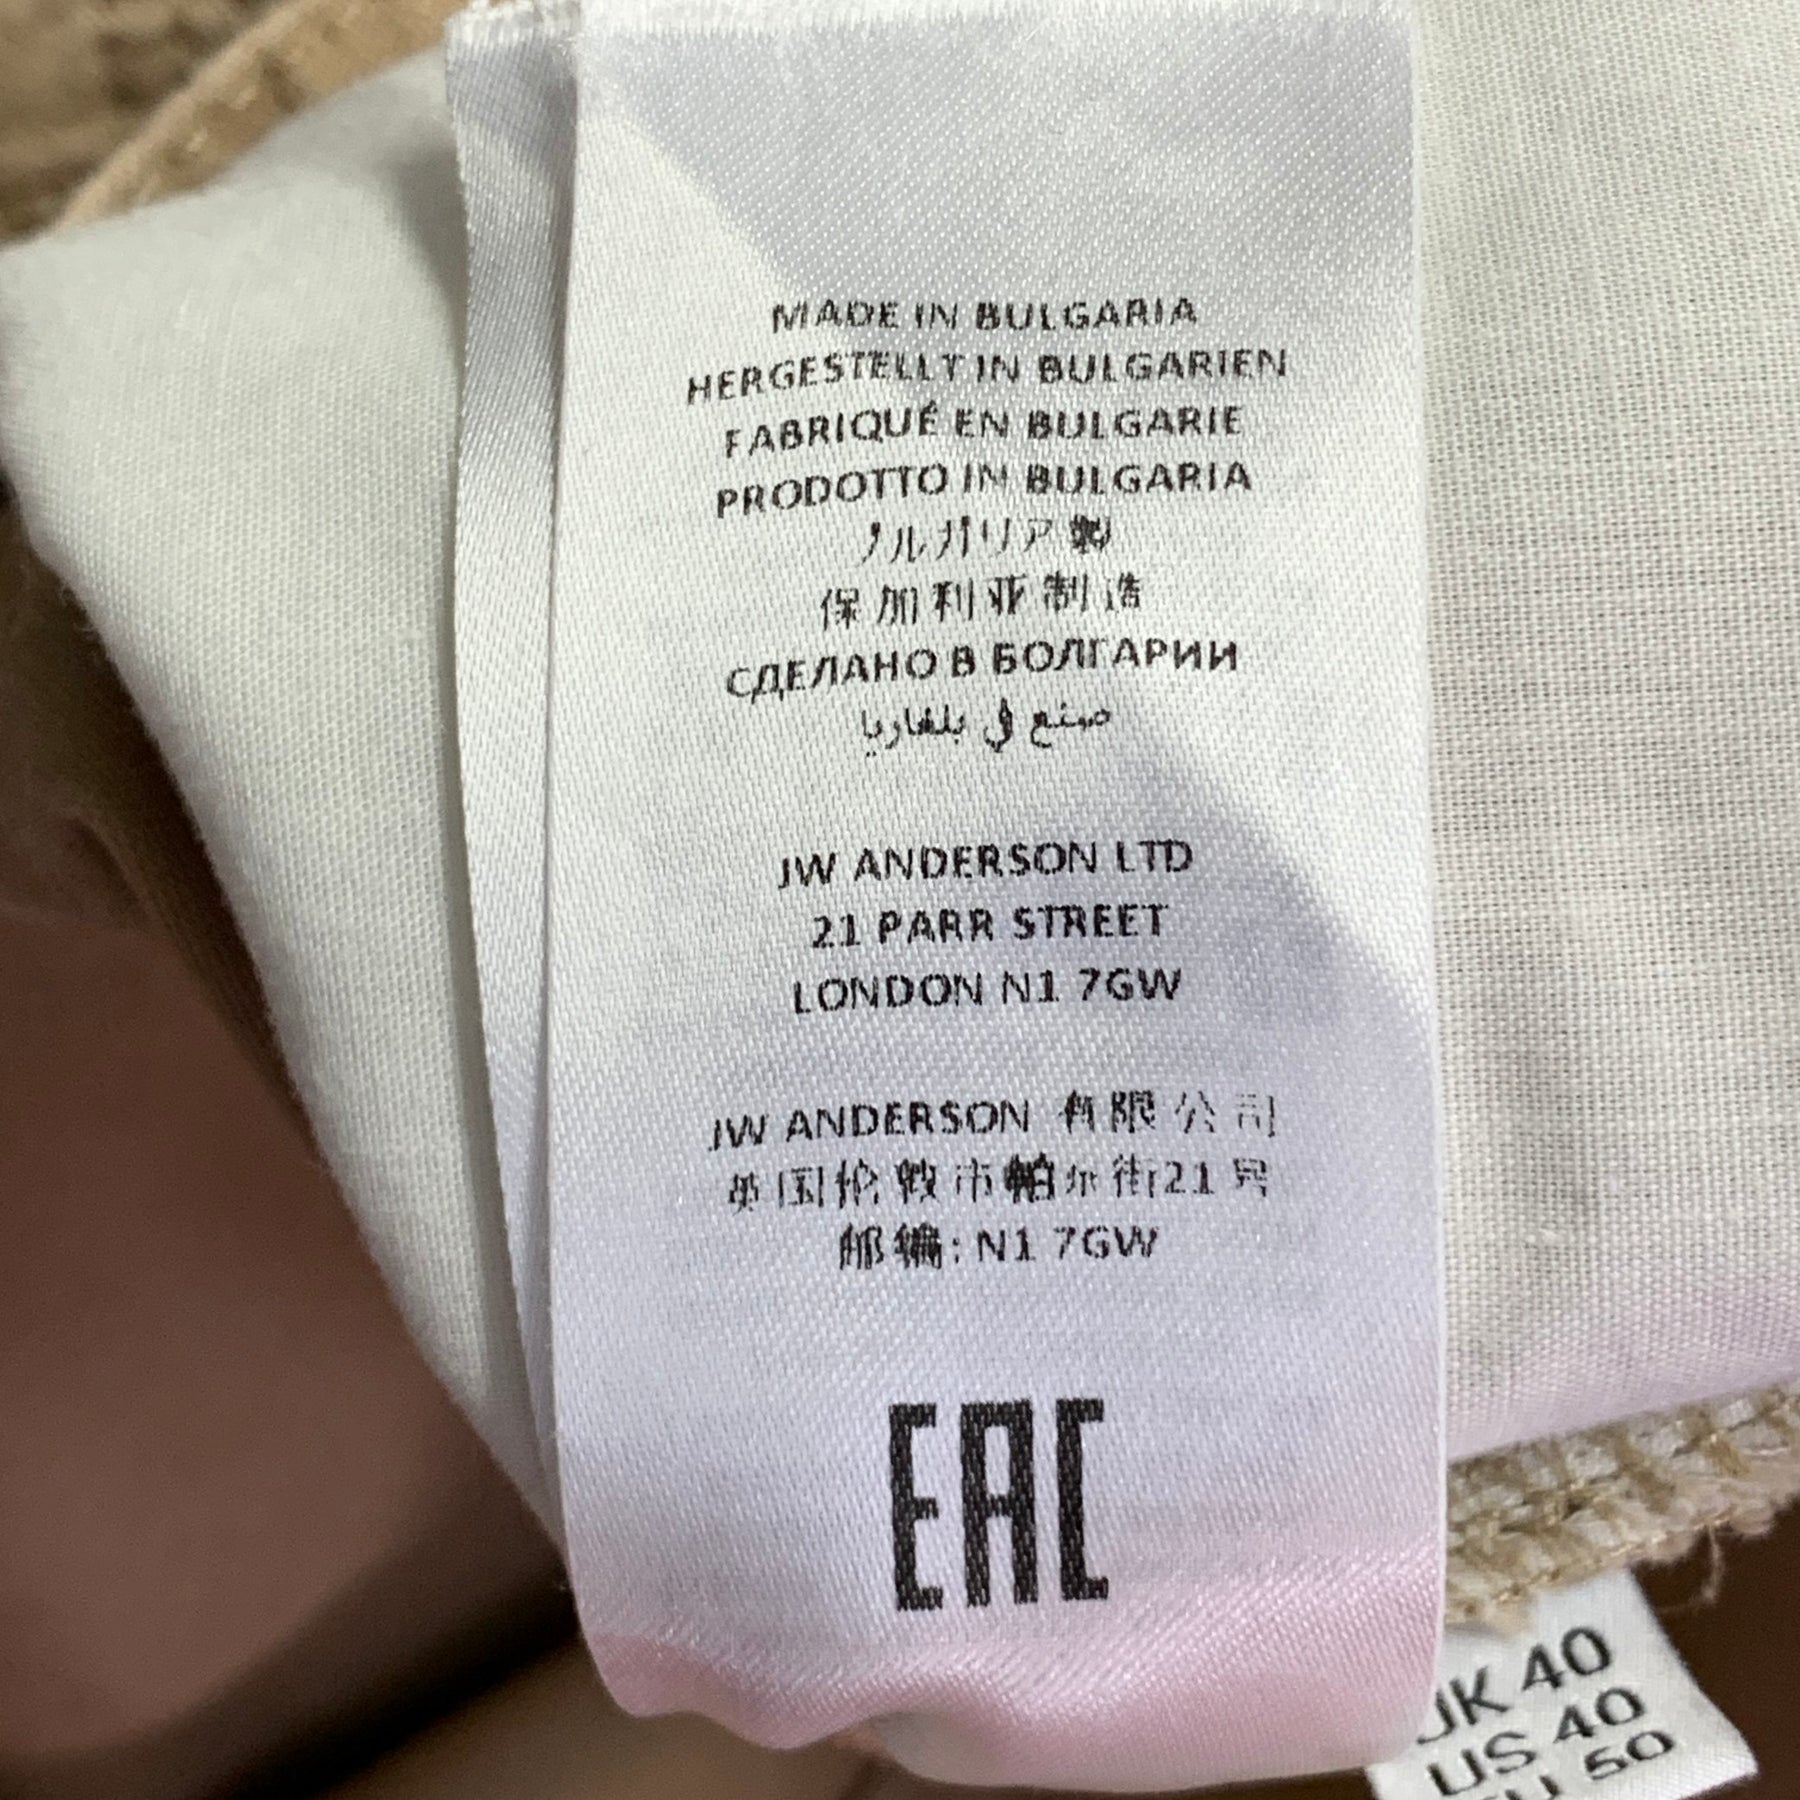 MADE IN BULGARIA
HERGESTELLT IN BULGARIEN
FABRIQUÉ EN BULGARIE
PRODOTTO IN BULGARIA
ブルガリア製
保加利亚制造
СДЕЛАНО В БОЛГАРИИ
صنع في بلغاريا
JW ANDERSON LTD
21 PARR STREET
LONDON N1 7GW
JW ANDERSON 有限公司
英国伦敦市帕尔街21号
邮编: N1 7GW
EAC
UK 40
US 40
EU 50